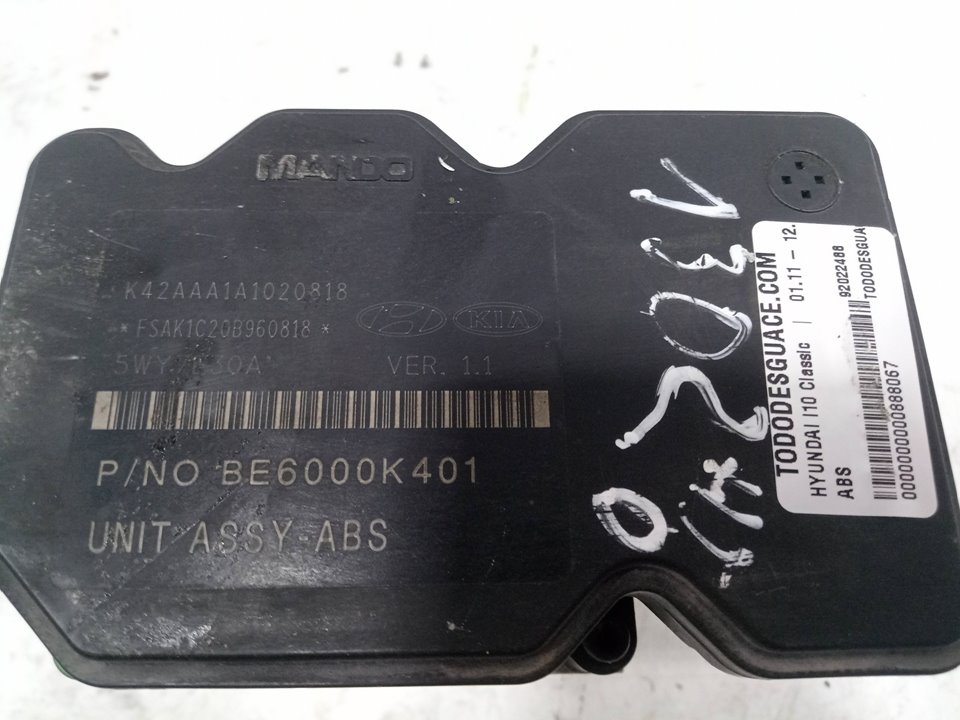 MANDO
K42AAA1A1020818
*FSAK1C20B960818*
KIA
VER. 1.1
P/NO BE6000K401
UNIT ASSY-ABS
TODODESGUACE.COM
HYUNDAI I10 Classic | 01.11 - 12.
ABS
92022488
TODODESGUA
0000000000888067